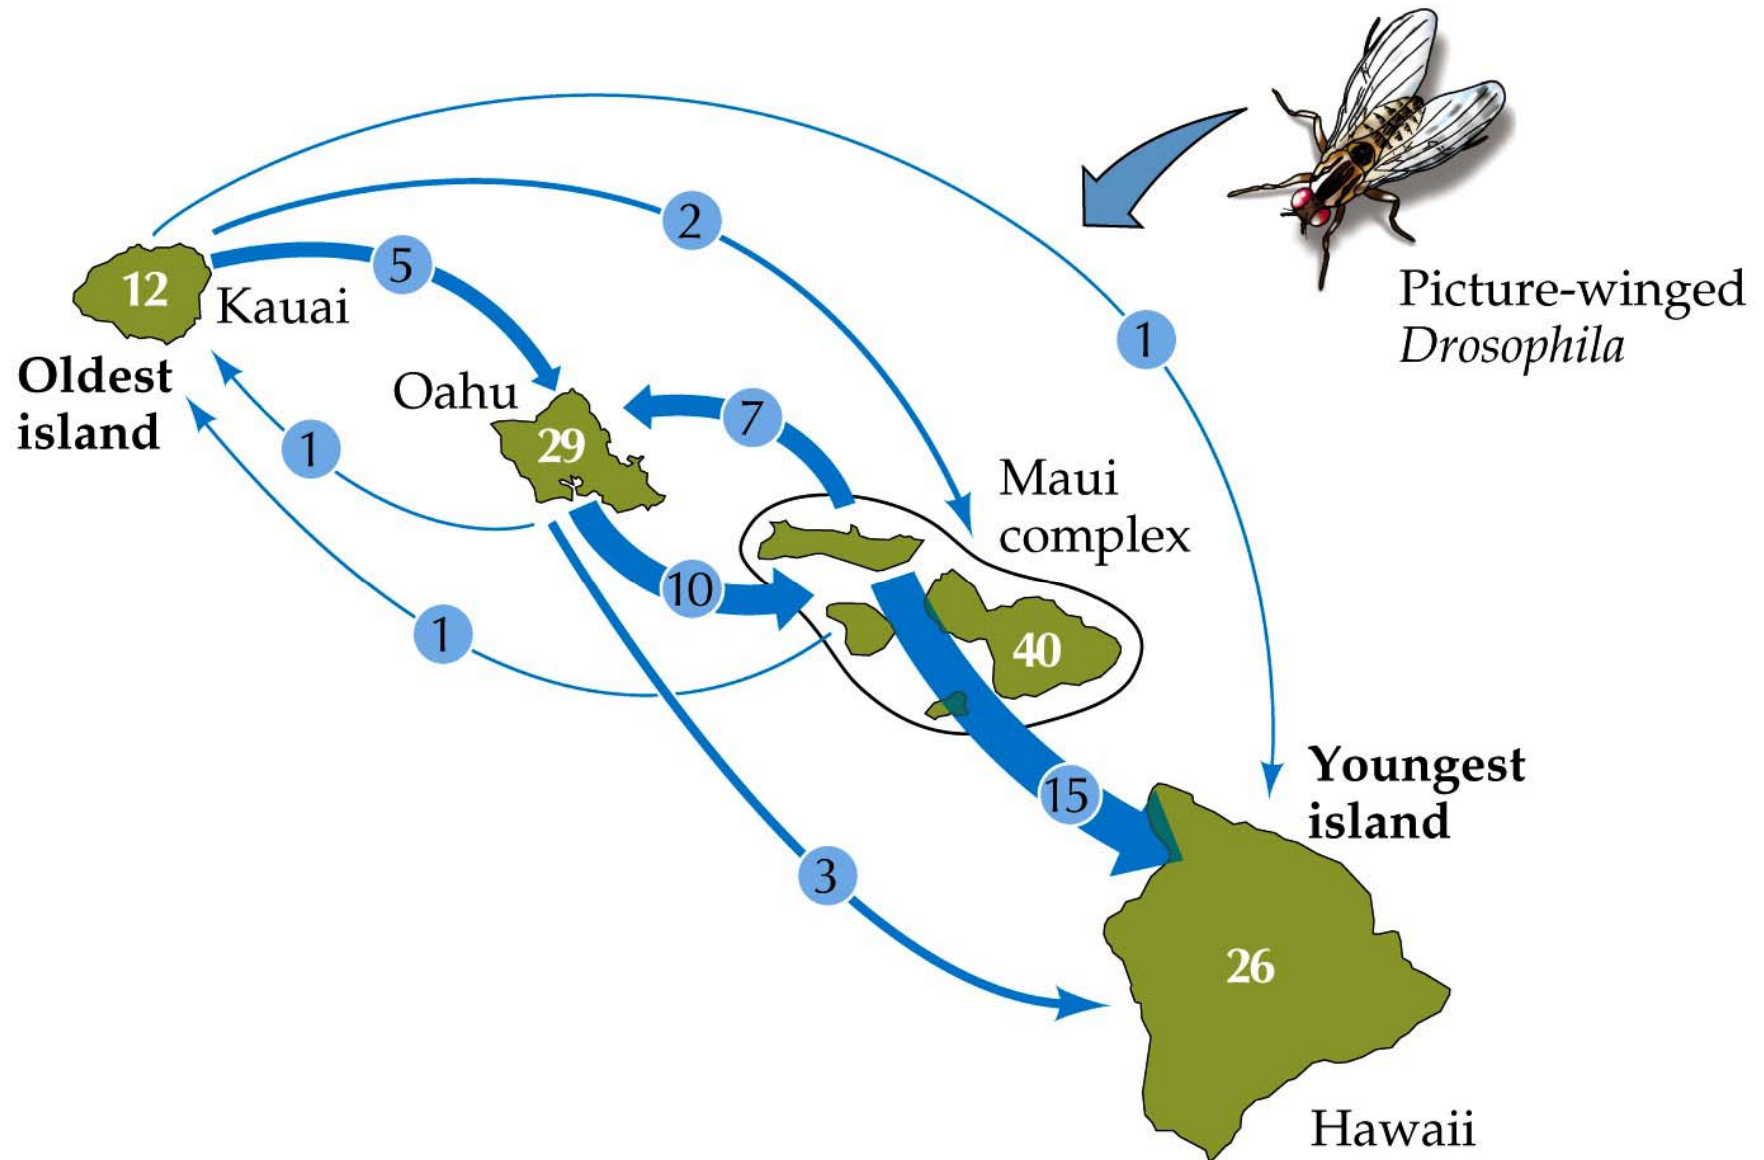 2
5
12
Kauai
1
Picture-winged
Drosophila
Oldest
island
Oahu
7
29
1
Maui
complex
10
1
40
Youngest
island
15
3
26
Hawaii